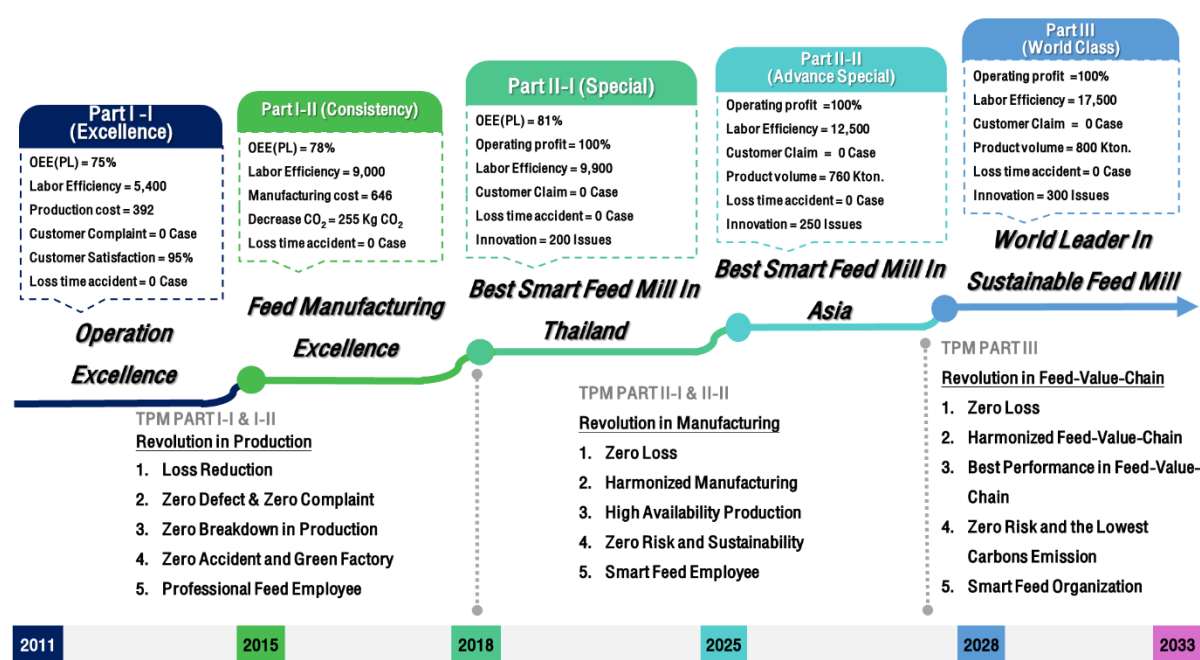 Part I -I
(Excellence)
OEE(PL) = 75%
Labor Efficiency = 5,400
Production cost = 392
Customer Complaint = 0 Case
Customer Satisfaction = 95%
Loss time accident = 0 Case
Operation
Excellence
Part I-II (Consistency)
OEE(PL) = 78%
Labor Efficiency = 9,000
Manufacturing cost = 646
Decrease CO₂ = 255 Kg CO₂
Loss time accident = 0 Case
Feed Manufacturing
Excellence
Part II-I (Special)
OEE(PL) = 81%
Operating profit = 100%
Labor Efficiency = 9,900
Customer Claim = 0 Case
Loss time accident = 0 Case
Innovation = 200 Issues
Best Smart Feed Mill In
Thailand
Part II-II
(Advance Special)
Operating profit =100%
Labor Efficiency = 12,500
Customer Claim = 0 Case
Product volume = 760 Kton.
Loss time accident = 0 Case
Innovation = 250 Issues
Best Smart Feed Mill In
Asia
Part III
(World Class)
Operating profit =100%
Labor Efficiency = 17,500
Customer Claim = 0 Case
Product volume = 800 Kton.
Loss time accident = 0 Case
Innovation = 300 Issues
World Leader In
Sustainable Feed Mill
TPM PART I-I & I-II
Revolution in Production
1. Loss Reduction
2. Zero Defect & Zero Complaint
3. Zero Breakdown in Production
4. Zero Accident and Green Factory
5. Professional Feed Employee
TPM PART II-I & II-II
Revolution in Manufacturing
1. Zero Loss
2. Harmonized Manufacturing
3. High Availability Production
4. Zero Risk and Sustainability
5. Smart Feed Employee
TPM PART III
Revolution in Feed-Value-Chain
1. Zero Loss
2. Harmonized Feed-Value-Chain
3. Best Performance in Feed-Value-
Chain
4. Zero Risk and the Lowest
Carbons Emission
5. Smart Feed Organization
2011 2015 2018 2025 2028 2033